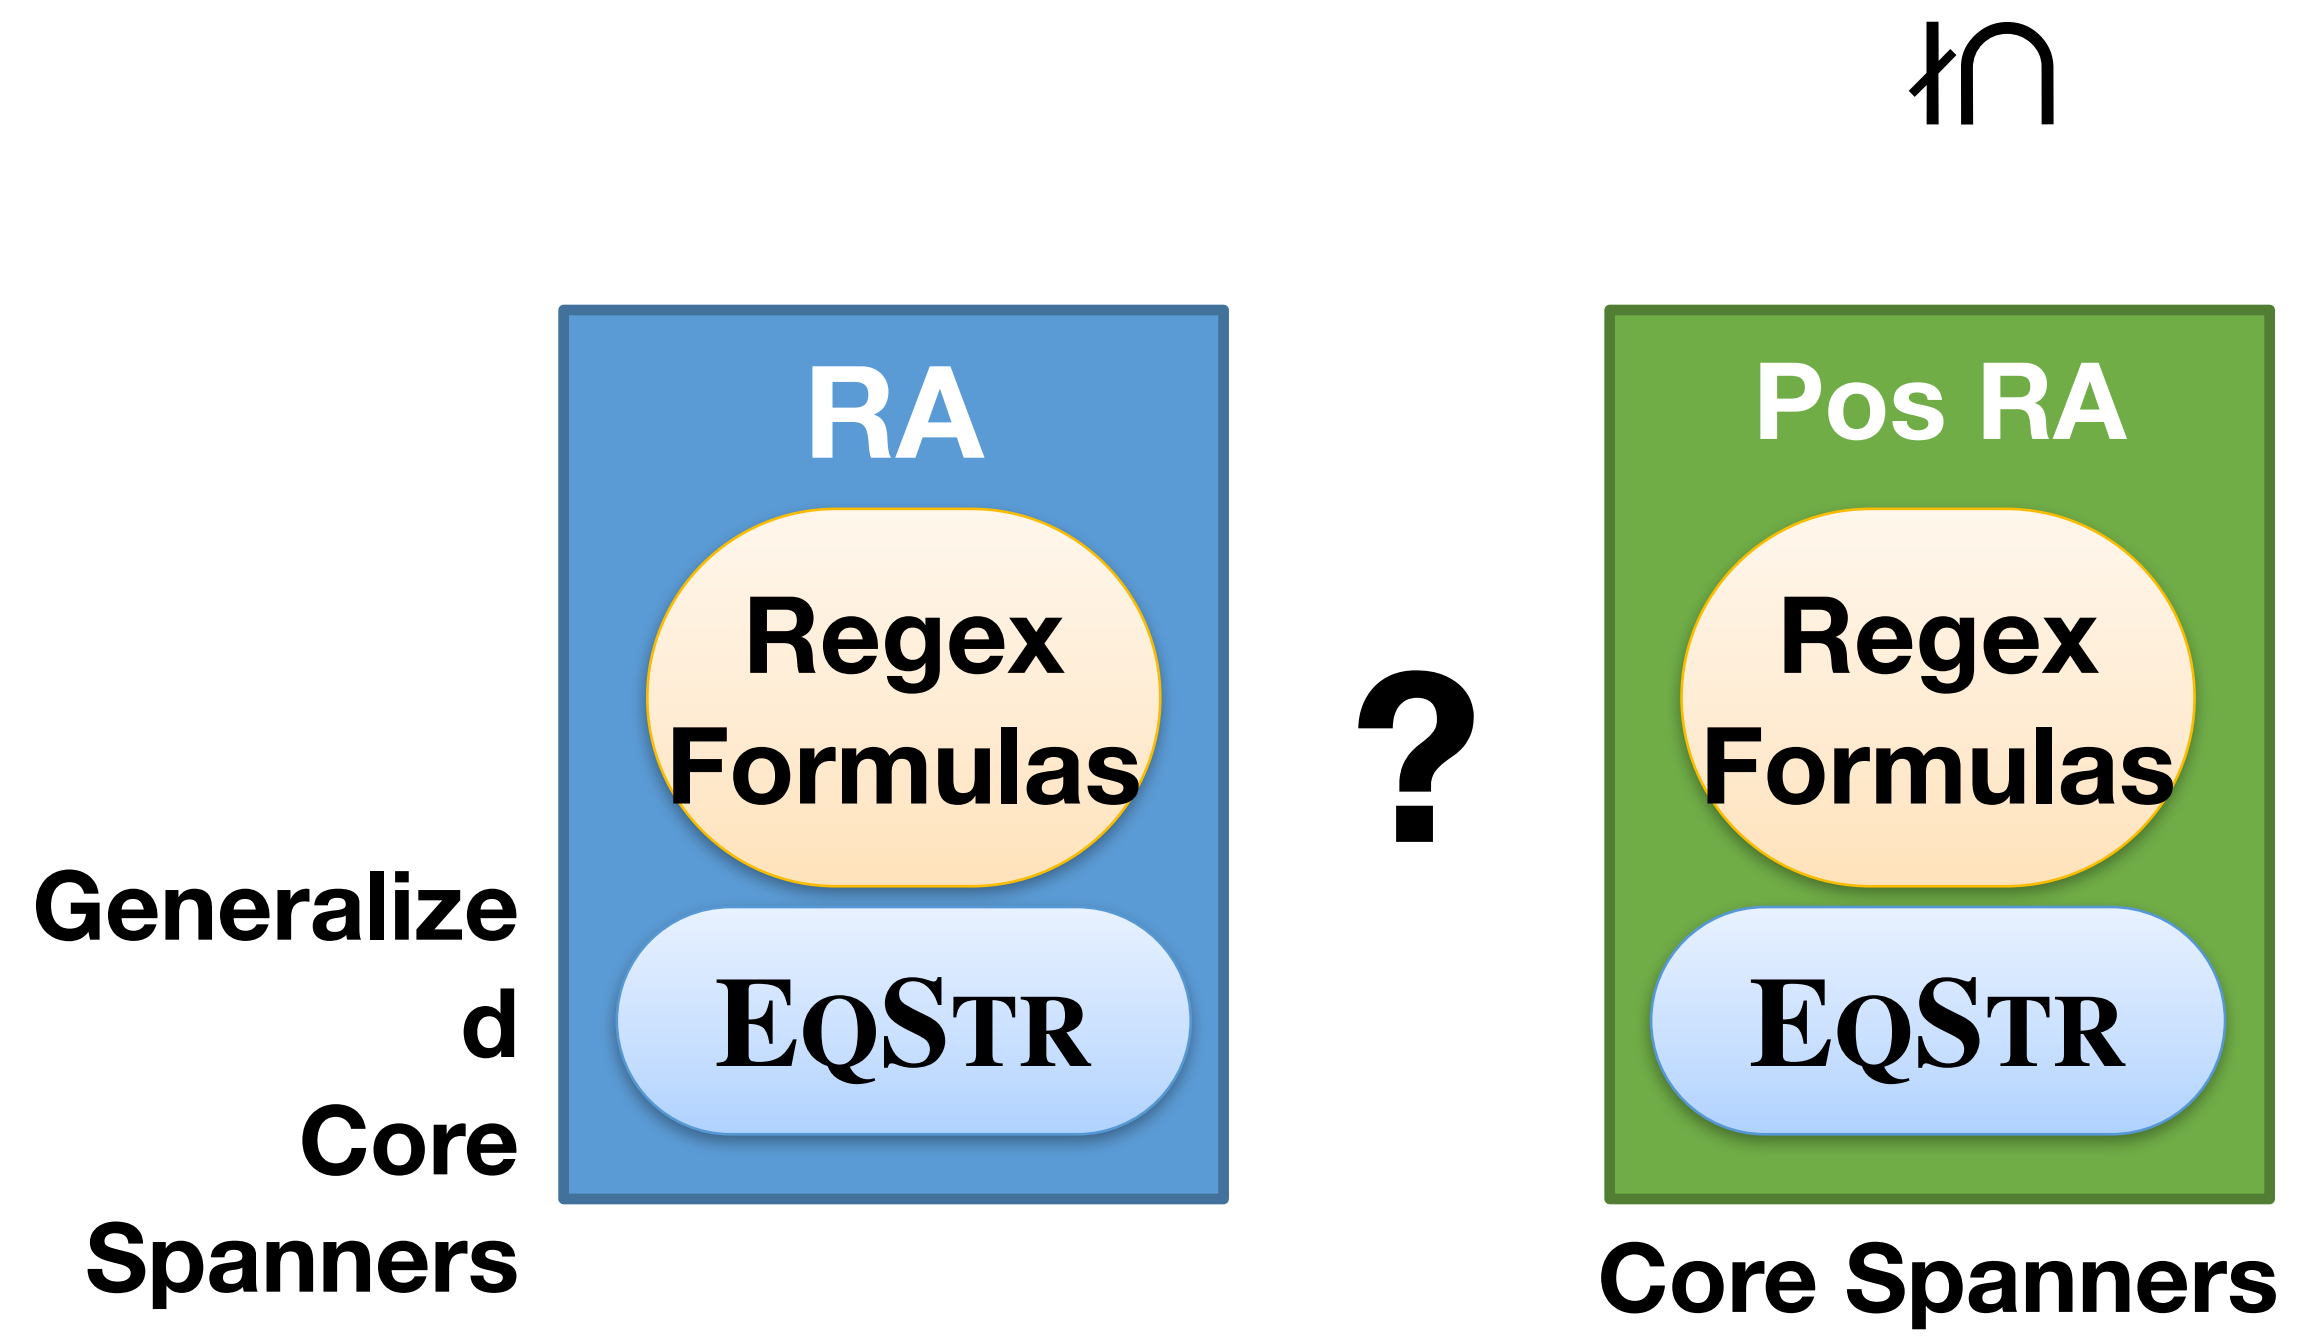 RA
Regex
Formulas
EQSTR
Generalize
d
Core
Spanners
?
Pos RA
Regex
Formulas
EQSTR
Core Spanners